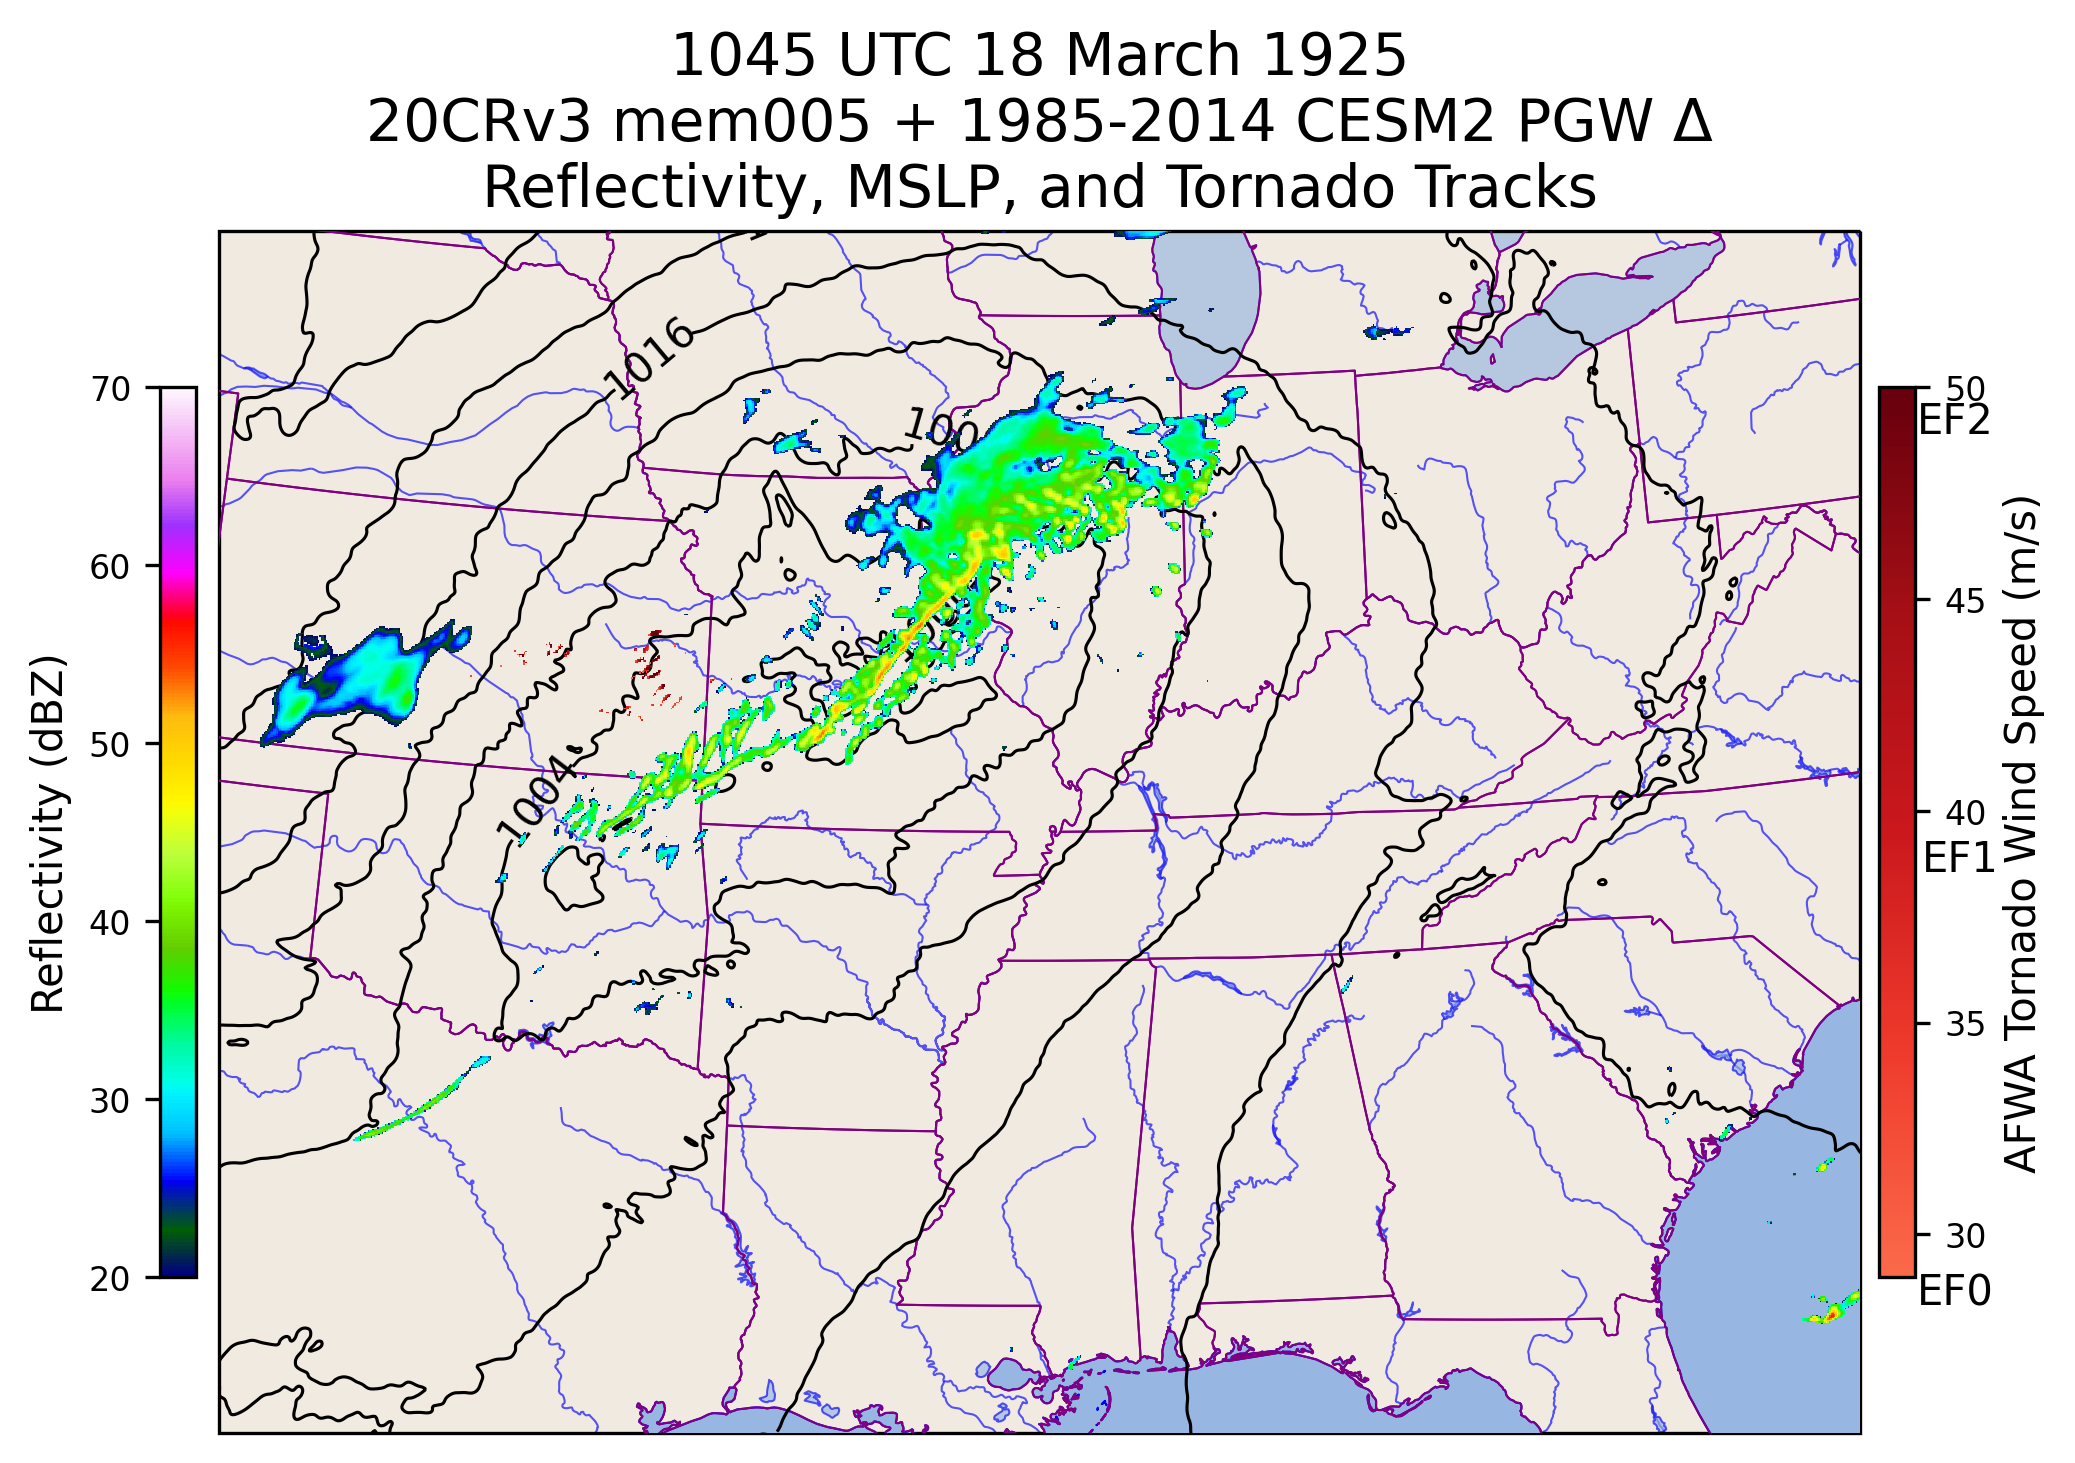 1045 UTC 18 March 1925
20CRv3 mem005 + 1985-2014 CESM2 PGW Δ
Reflectivity, MSLP, and Tornado Tracks
Reflectivity (dBZ)
70
60
50
40
30
20
1016
100
1004
50
EF2
45
40
EF1
35
30
EF0
AFWA Tornado Wind Speed (m/s)